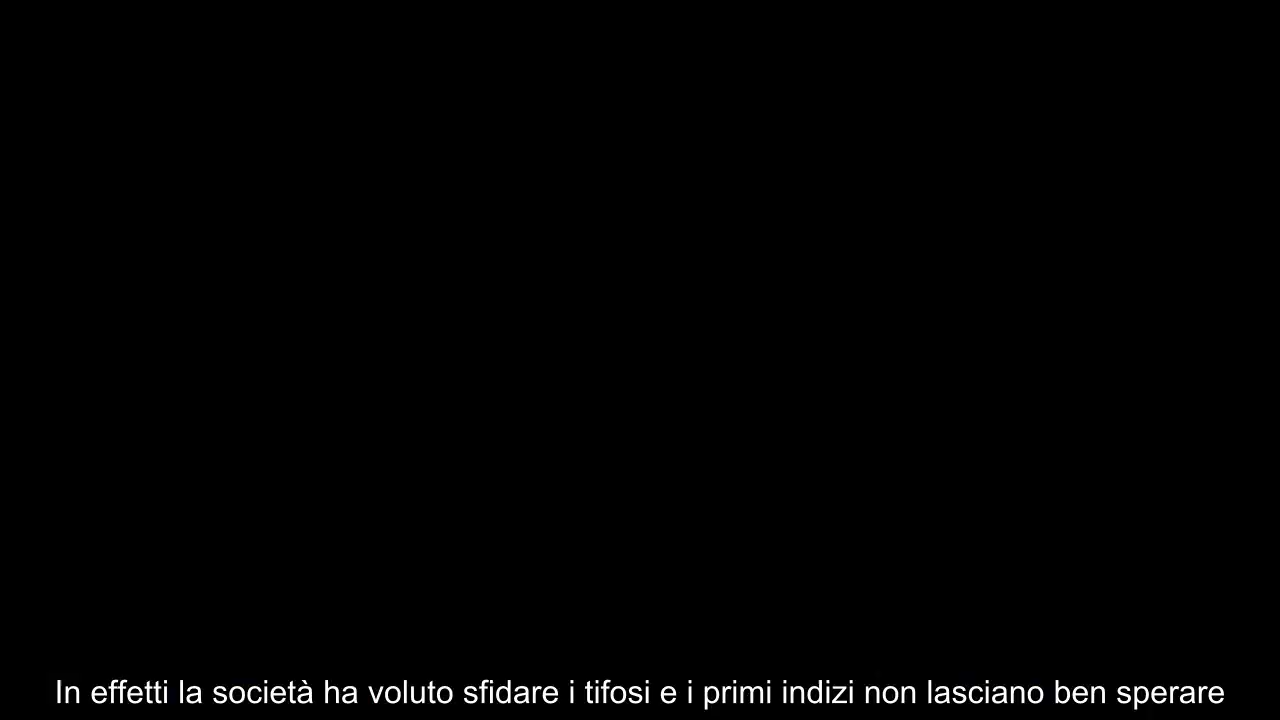 In effetti la società ha voluto sfidare i tifosi e i primi indizi non lasciano ben sperare